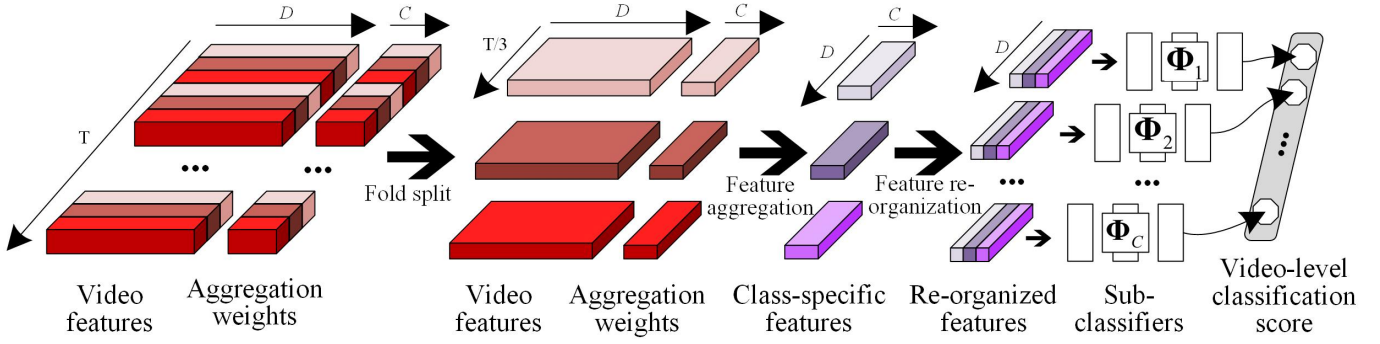 D
C
T
...
...
Video
features
Aggregation
weights
Fold split
D
C
T/3
Video
features
Aggregation
weights
Feature
aggregation
C
D
Class-specific
features
Feature re-
organization
D
...
Re-organized
features
Φ1
Φ2
...
ΦC
Sub-
classifiers
...
Video-level
classification
score